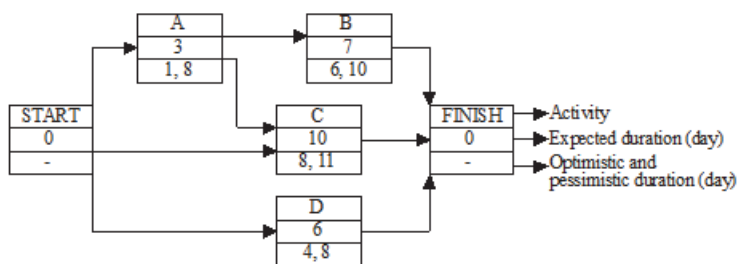 A
3
1, 8
B
7
6, 10
START
0
-
C
10
8, 11
FINISH
0
-
Activity
Expected duration (day)
Optimistic and
pessimistic duration (day)
D
6
4, 8